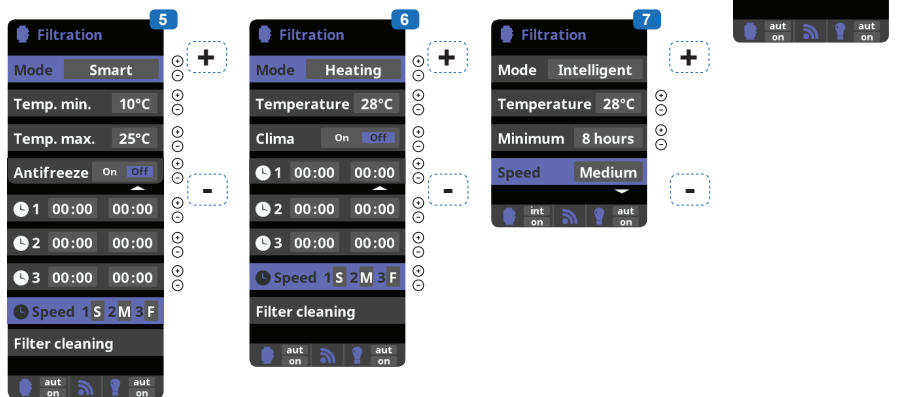 5
Filtration
Mode Smart
Temp. min. 10°C
Temp. max. 25°C
Antifreeze On Off
1 00:00 00:00
2 00:00 00:00
3 00:00 00:00
Speed 1 S 2 M 3 F
Filter cleaning
aut on aut on
+
-
6
Filtration
Mode Heating
Temperature 28°C
Clima On Off
1 00:00 00:00
2 00:00 00:00
3 00:00 00:00
Speed 1 S 2 M 3 F
Filter cleaning
aut on aut on
+
-
7
Filtration
Mode Intelligent
Temperature 28°C
Minimum 8 hours
Speed Medium
int on aut on
+
-
aut on aut on